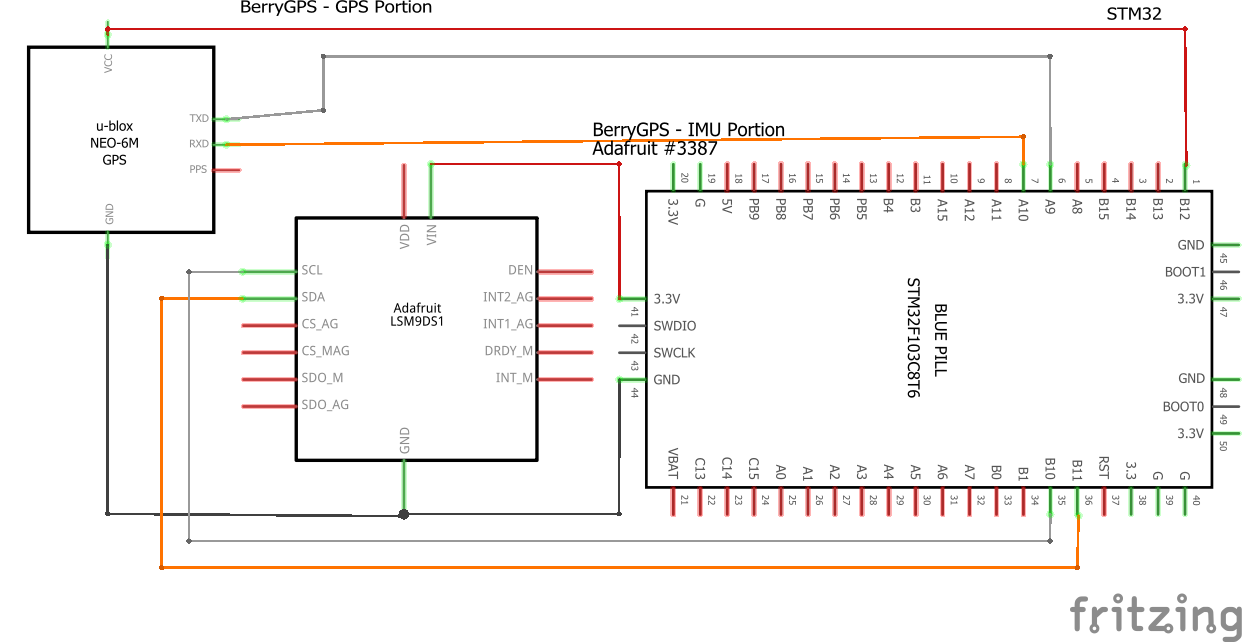 BerryGPS - GPS Portion
STM32
VCC
u-blox
NEO-6M
GPS
TXD
RXD
PPS
GND
BerryGPS - IMU Portion
Adafruit #3387
VDD
VIN
SCL
SDA
CS_AG
CS_MAG
SDO_M
SDO_AG
Adafruit
LSM9DS1
DEN
INT2_AG
INT1_AG
DRDY_M
INT_M
GND
20 19 18 17 16 15 14 13 12 11 10 9 8 7 6 5 4 3 2 1
3.3V G 5V PB9 PB8 PB7 PB6 PB5 B4 B3 A15 A12 A11 A10 A9 A8 B15 B14 B13 B12
3.3V
41
SWDIO
42
SWCLK
43
GND
44
BLUE PILL
STM32F103C8T6
GND
45
BOOT1
46
3.3V
47
GND
48
BOOT0
49
3.3V
50
VBAT C13 C14 C15 A0 A1 A2 A3 A4 A5 A6 A7 B0 B1 B10 B11 RST 3.3 G G
21 22 23 24 25 26 27 28 29 30 31 32 33 34 35 36 37 38 39 40
fritzing